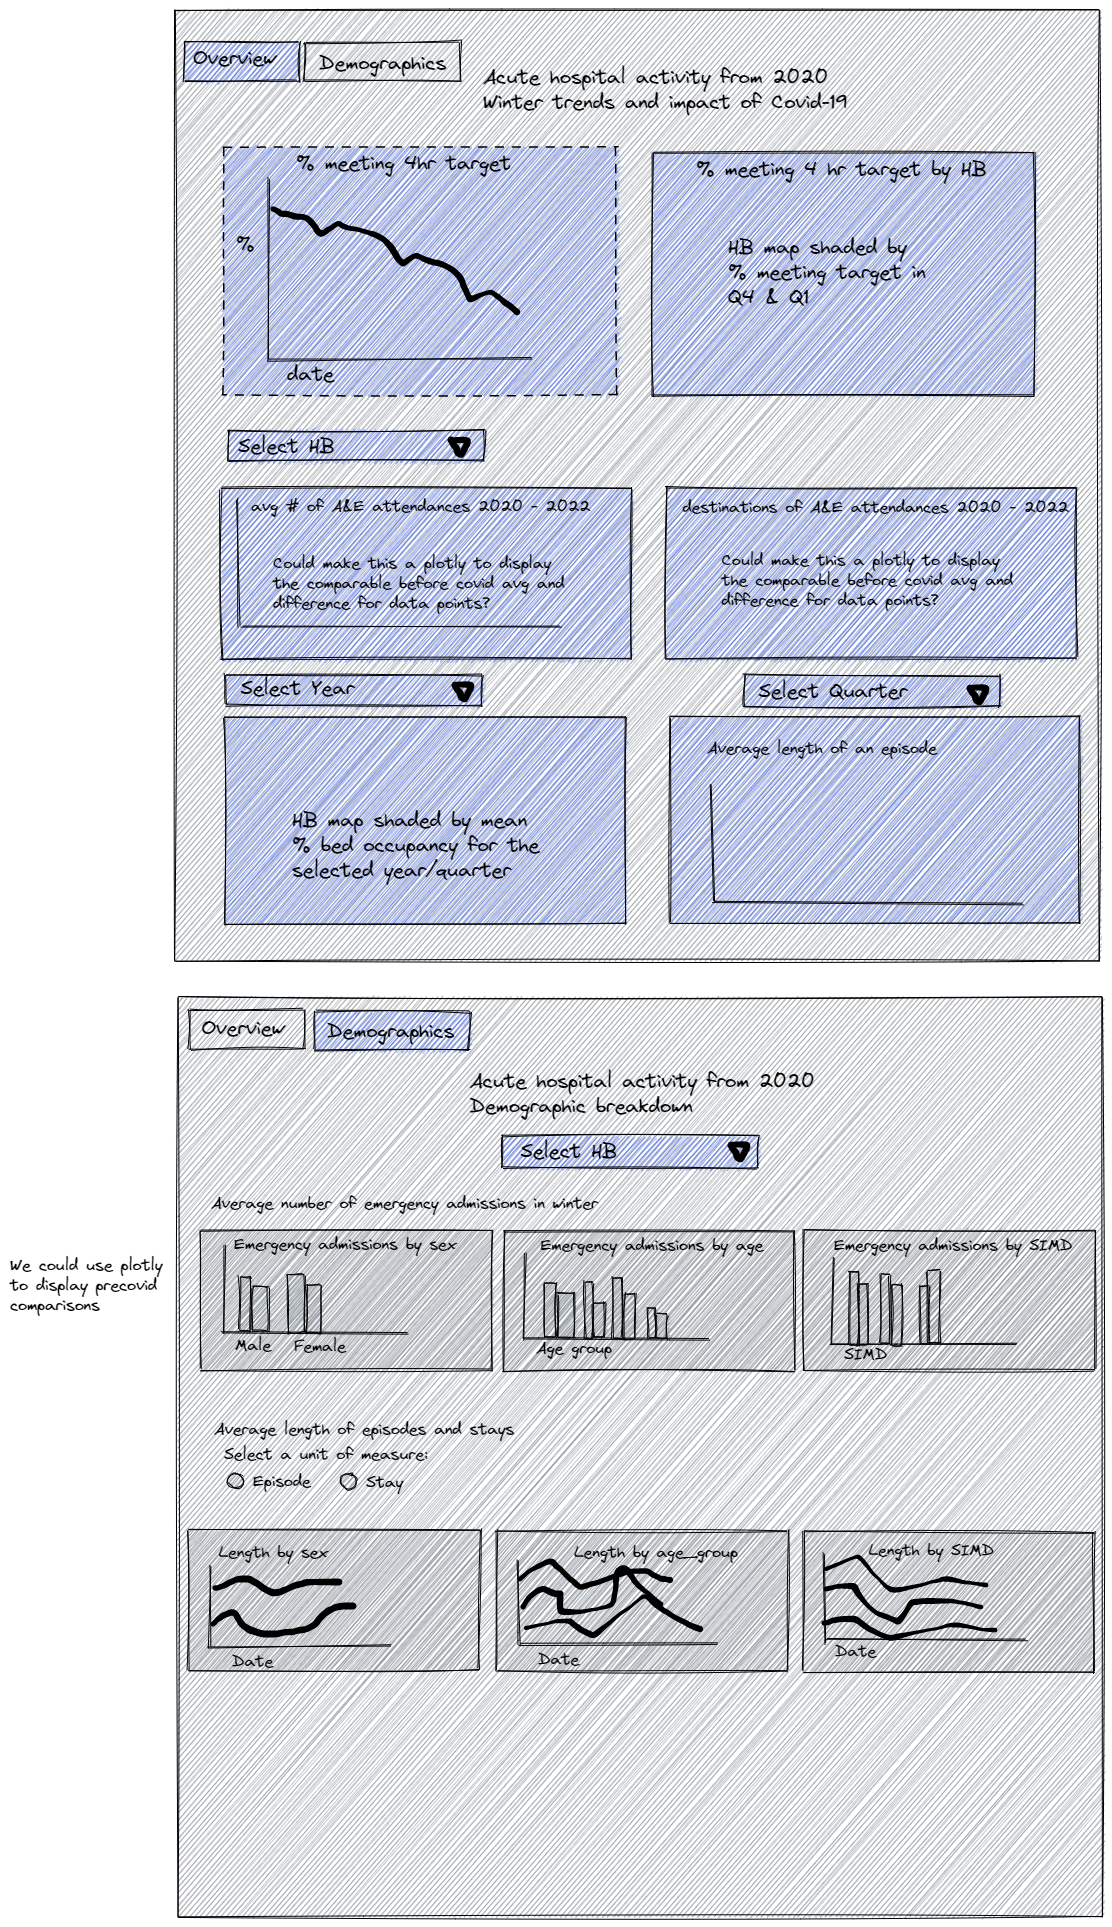 Overview
Demographics
Acute hospital activity from 2020
Winter trends and impact of Covid-19
% meeting 4hr target
%
date
% meeting 4 hr target by HB
HB map shaded by
% meeting target in
Q4 & Q1
Select HB
avg # of A&E attendances 2020 - 2022
Could make this a plotly to display
the comparable before covid avg and
difference for data points?
destinations of A&E attendances 2020 - 2022
Could make this a plotly to display
the comparable before covid avg and
difference for data points?
Select Year
Select Quarter
HB map shaded by mean
% bed occupancy for the
selected year/quarter
Average length of an episode
Overview
Demographics
Acute hospital activity from 2020
Demographic breakdown
Select HB
Average number of emergency admissions in winter
We could use plotly
to display precovid
comparisons
Emergency admissions by sex
Male
Female
Emergency admissions by age
Age group
Emergency admissions by SIMD
SIMD
Average length of episodes and stays
Select a unit of measure:
Episode
Stay
Length by sex
Date
Length by age_group
Date
Length by SIMD
Date